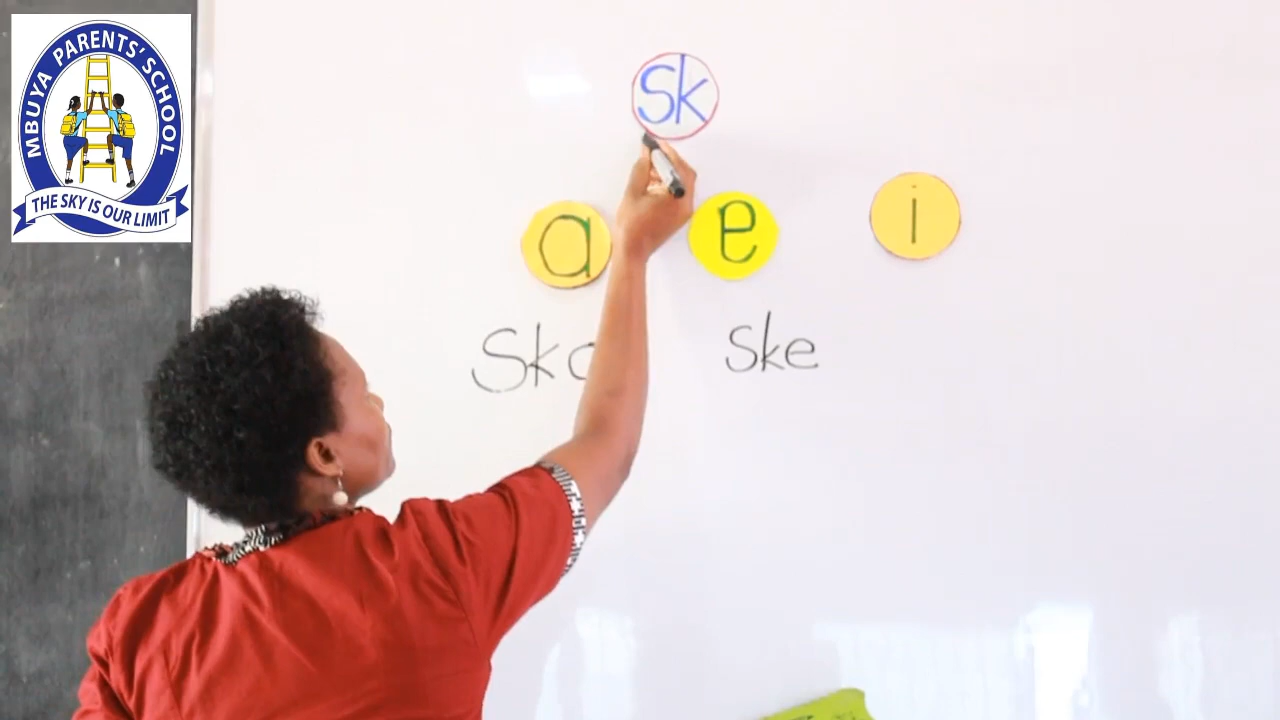 MBUYA PARENTS' SCHOOL
THE SKY IS OUR LIMIT
Sk
a e i
Ske